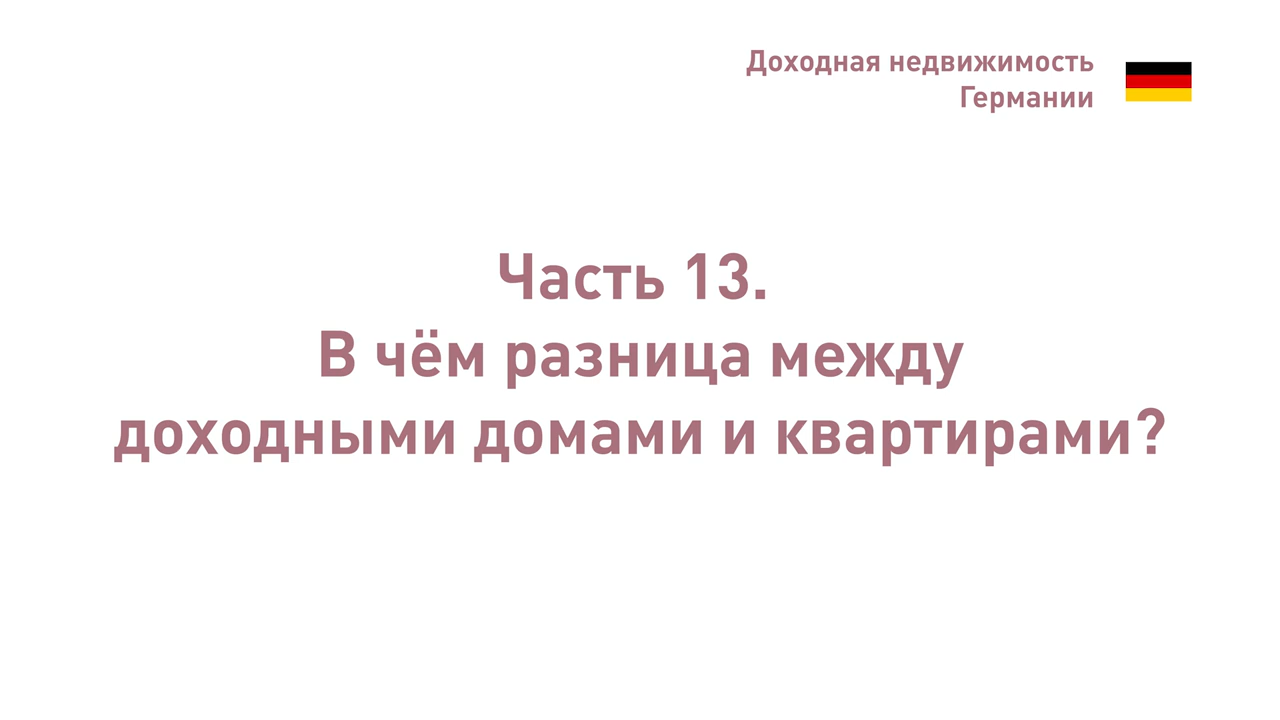 Доходная недвижимость
Германии
Часть 13.
В чём разница между
доходными домами и квартирами?